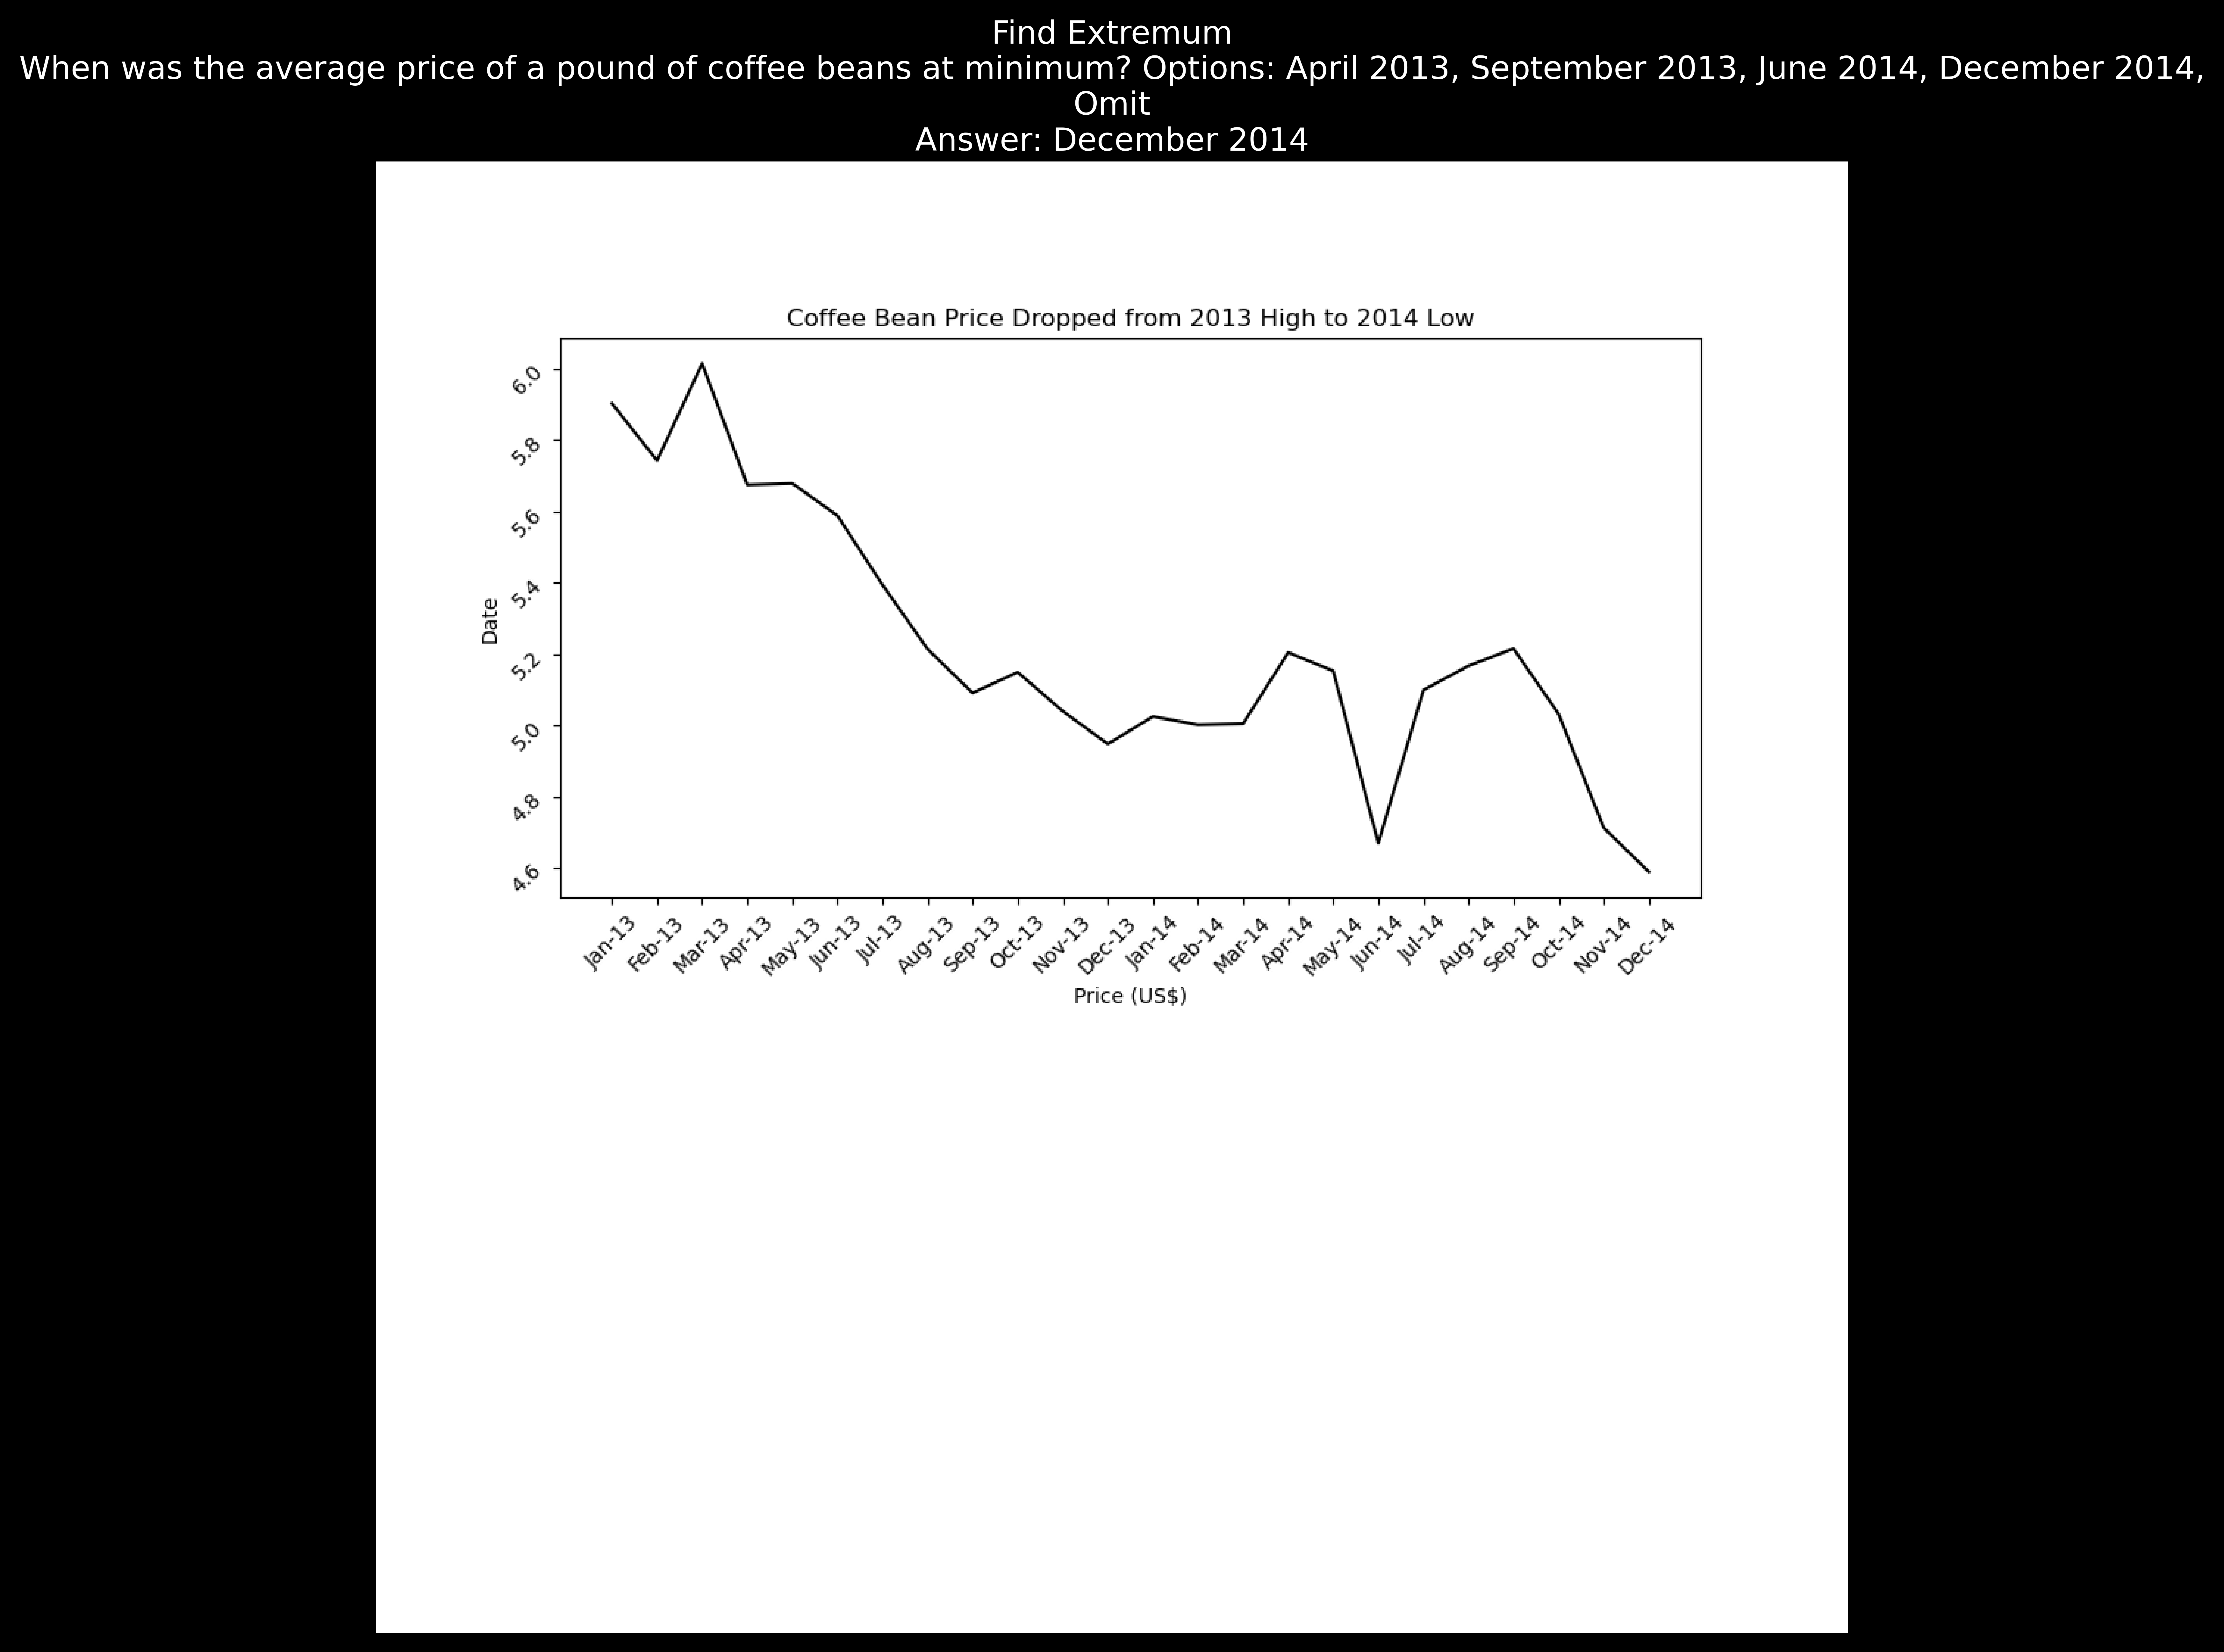 Find Extremum
When was the average price of a pound of coffee beans at minimum? Options: April 2013, September 2013, June 2014, December 2014,
Omit
Answer: December 2014
Coffee Bean Price Dropped from 2013 High to 2014 Low
6.0
5.8
5.6
5.4
5.2
5.0
4.8
4.6
Date
Jan-13
Feb-13
Mar-13
Apr-13
May-13
Jun-13
Jul-13
Aug-13
Sep-13
Oct-13
Nov-13
Dec-13
Jan-14
Feb-14
Mar-14
Apr-14
May-14
Jun-14
Jul-14
Aug-14
Sep-14
Oct-14
Nov-14
Dec-14
Price (US$)